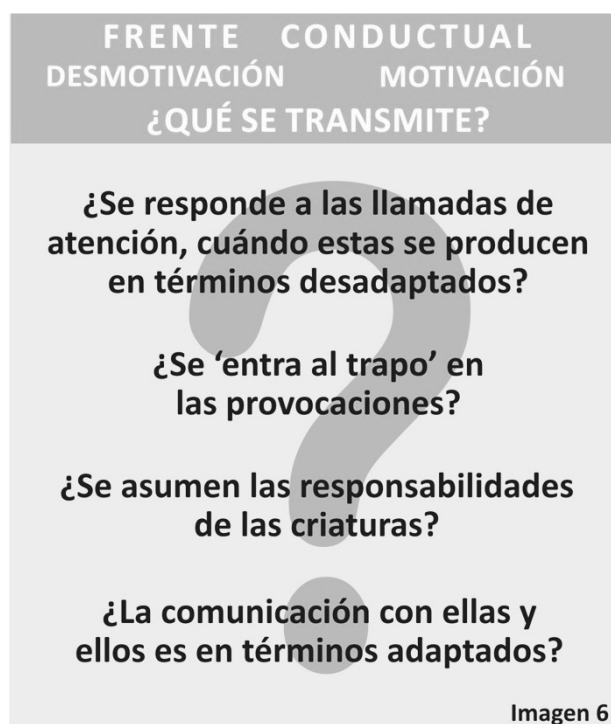 FRENTE CONDUCTUAL
DESMOTIVACIÓN MOTIVACIÓN
¿QUÉ SE TRANSMITE?
¿Se responde a las llamadas de
atención, cuándo estas se producen
en términos desadaptados?
¿Se ‘entra al trapo’ en
las provocaciones?
¿Se asumen las responsabilidades
de las criaturas?
¿La comunicación con ellas y
ellos es en términos adaptados?
Imagen 6